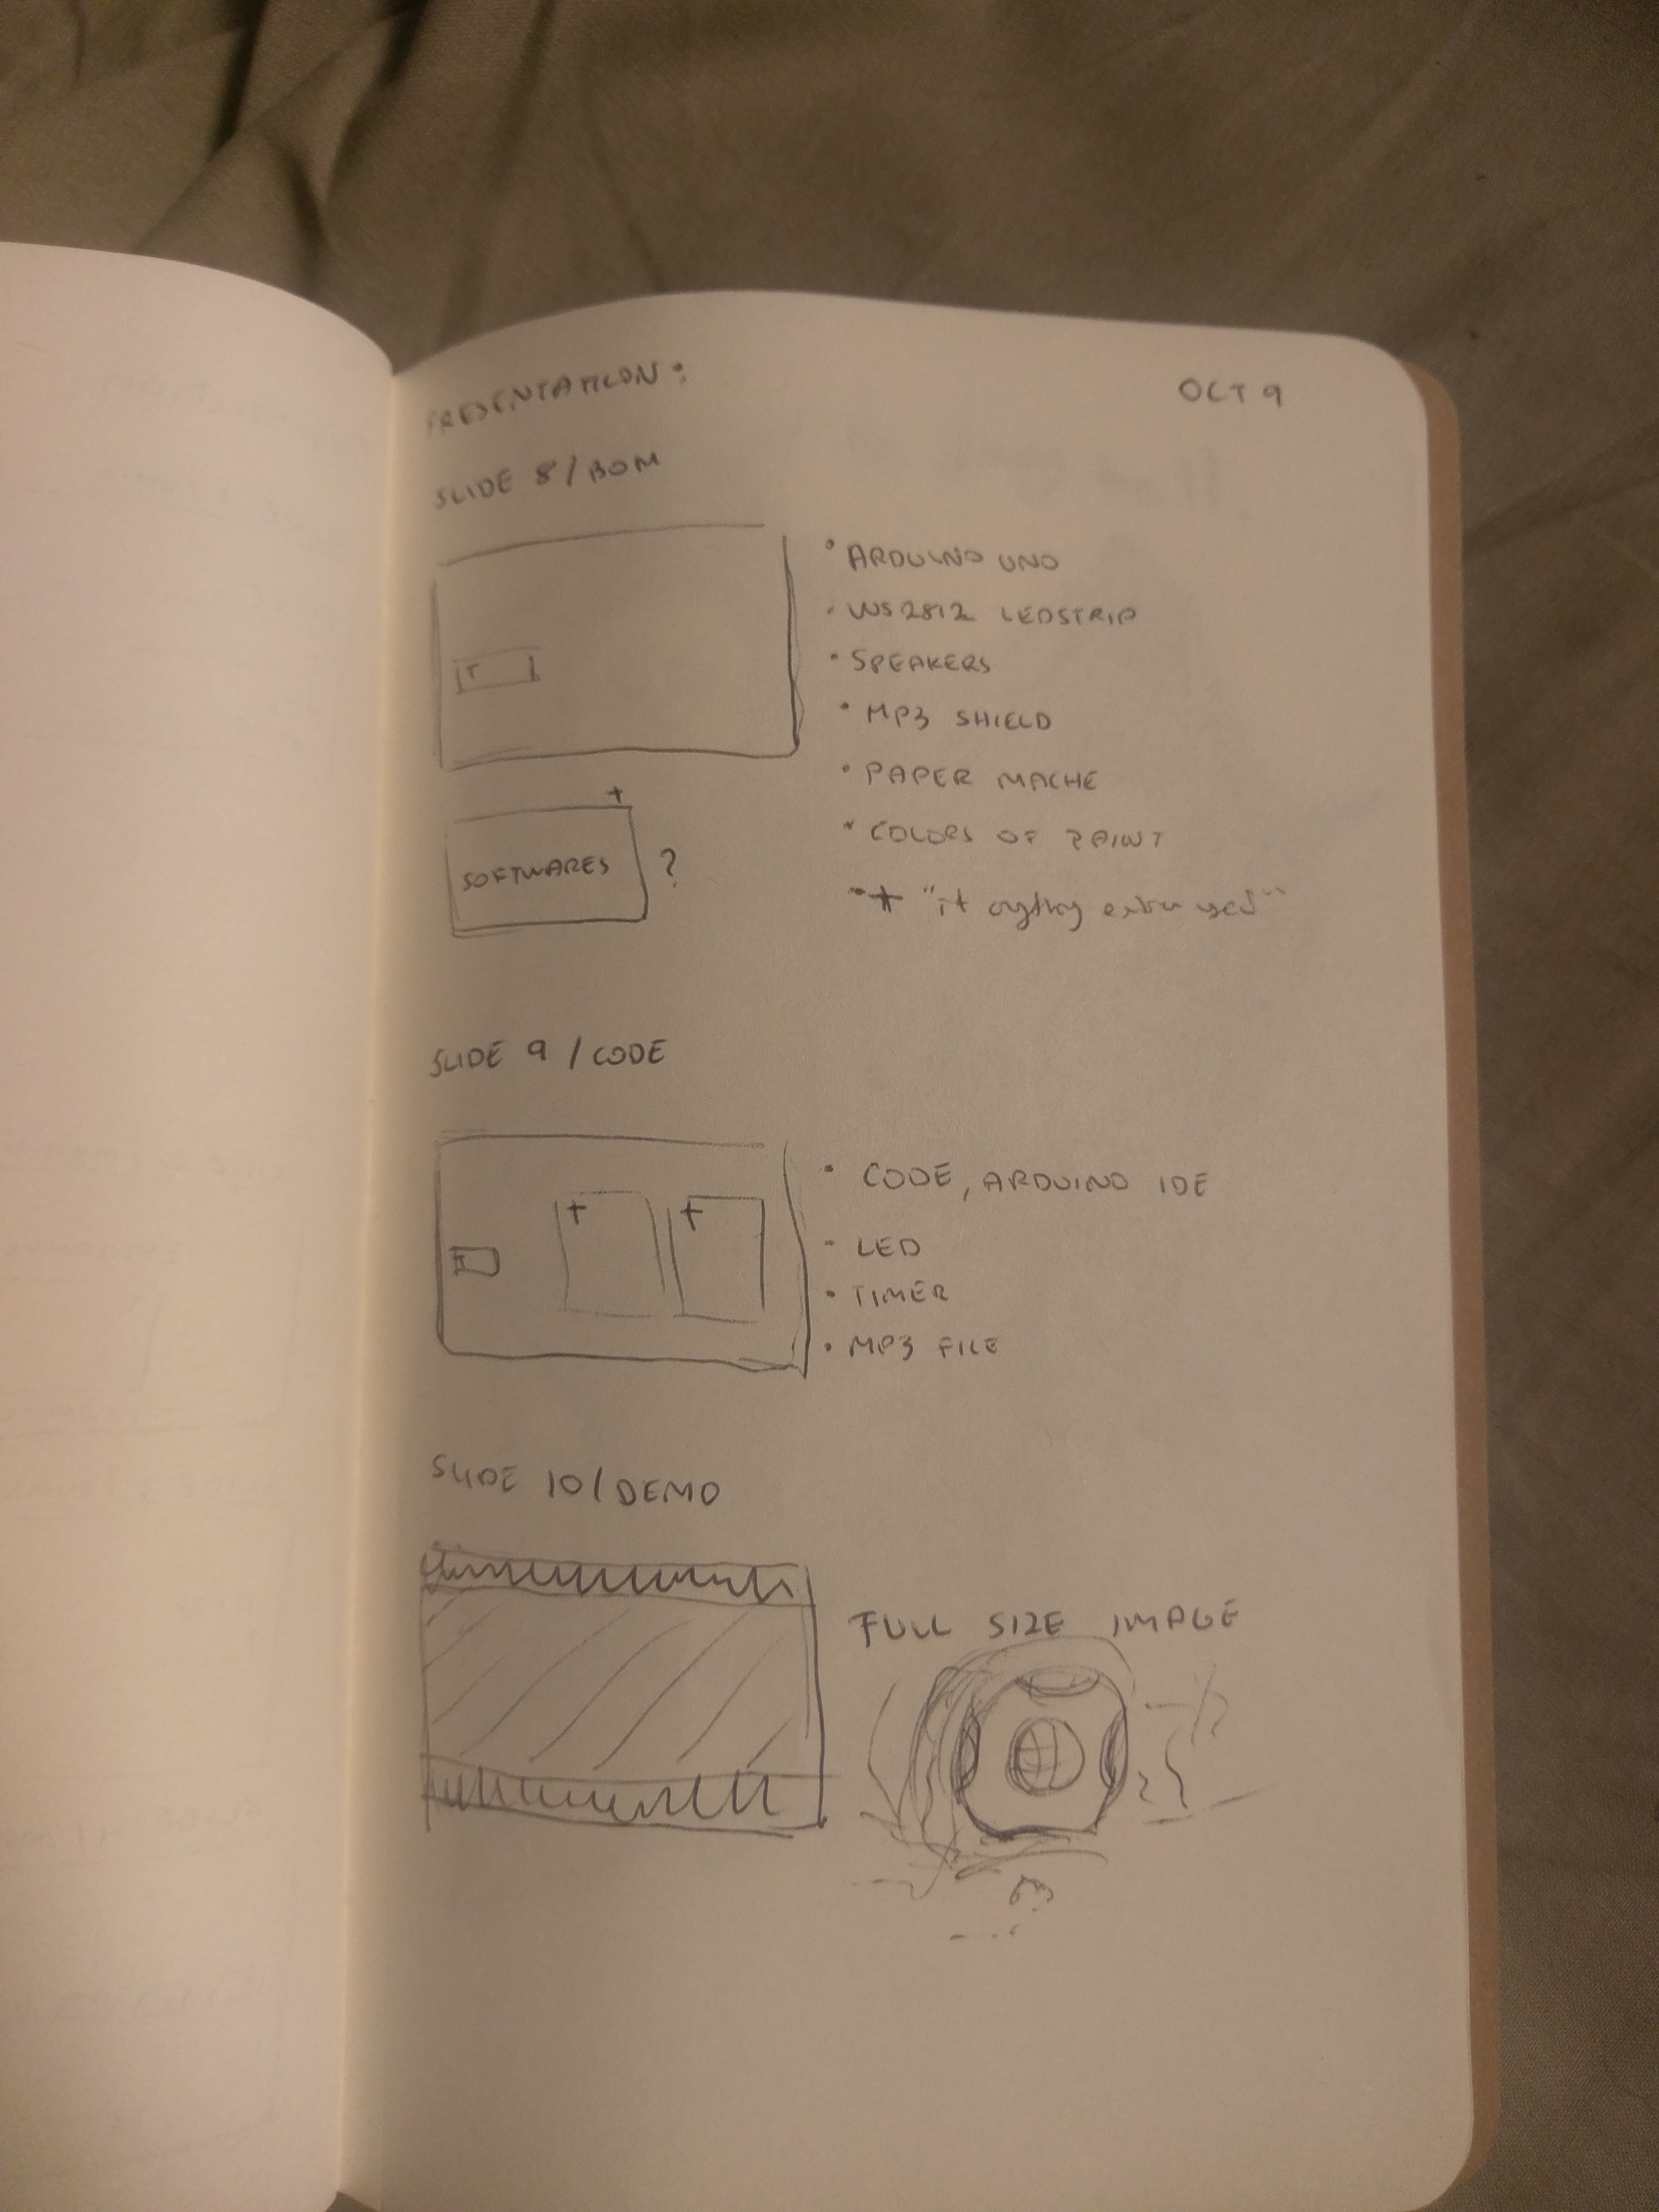 PRESENTATION:
OCT 9
SLIDE 8/BOM
T
• ARDUINO UNO
• WS2812 LEDSTRIP
• SPEAKERS
• MP3 SHIELD
• PAPER MACHE
• COLORS OF PAINT
• + "if anything extra used"
+
SOFTWARES ?
SLIDE 9 / CODE
T
T
T
• CODE, ARDUINO IDE
- LED
• TIMER
• MP3 FILE
SLIDE 10/DEMO
FULL SIZE IMAGE